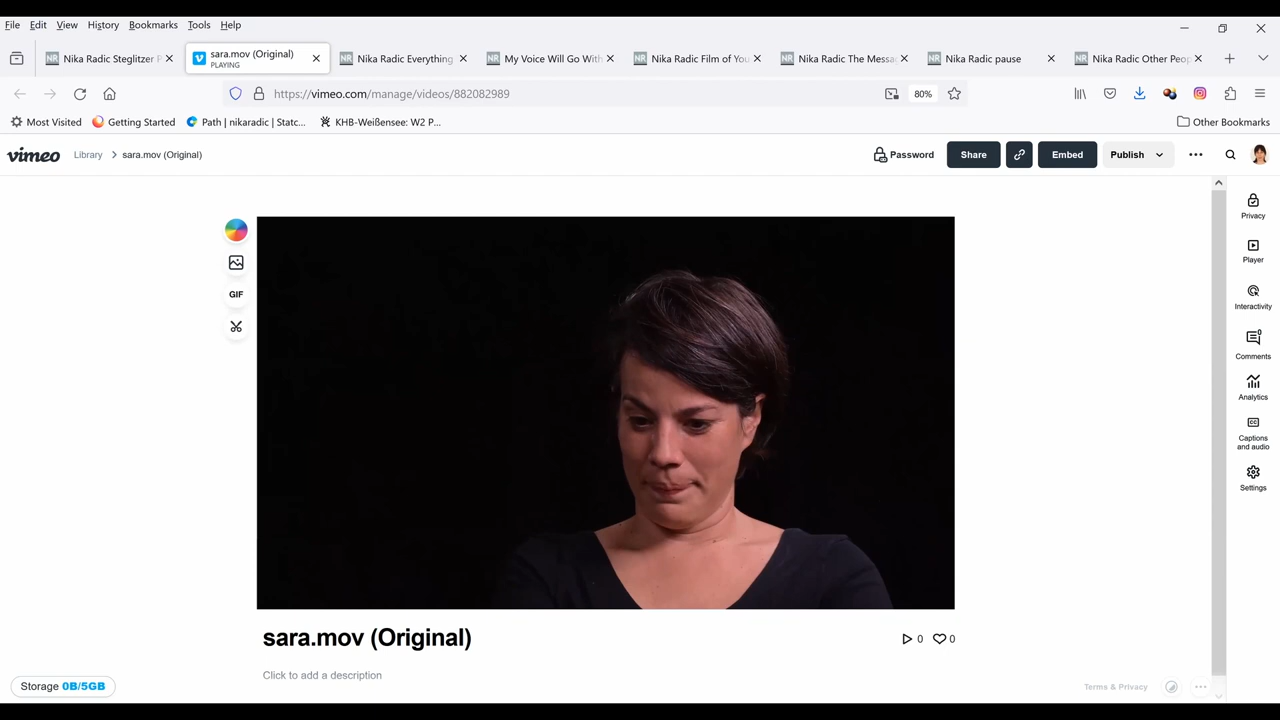 File Edit View History Bookmarks Tools Help
Nika Radic Steglitzer P
sara.mov (Original)
PLAYING
Nika Radic Everything
My Voice Will Go With
Nika Radic Film of You
Nika Radic The Messa
Nika Radic pause
Nika Radic Other Peop
https://vimeo.com/manage/videos/882082989
80%
Most Visited
Getting Started
Path | nikaradic | Statc...
KHB-Weißensee: W2 P...
Other Bookmarks
vimeo
Library
sara.mov (Original)
Password
Share
Embed
Publish
GIF
Privacy
Player
Interactivity
0
Comments
Analytics
CC
Captions
and audio
Settings
sara.mov (Original)
0
0
Click to add a description
Storage 0B/5GB
Terms & Privacy